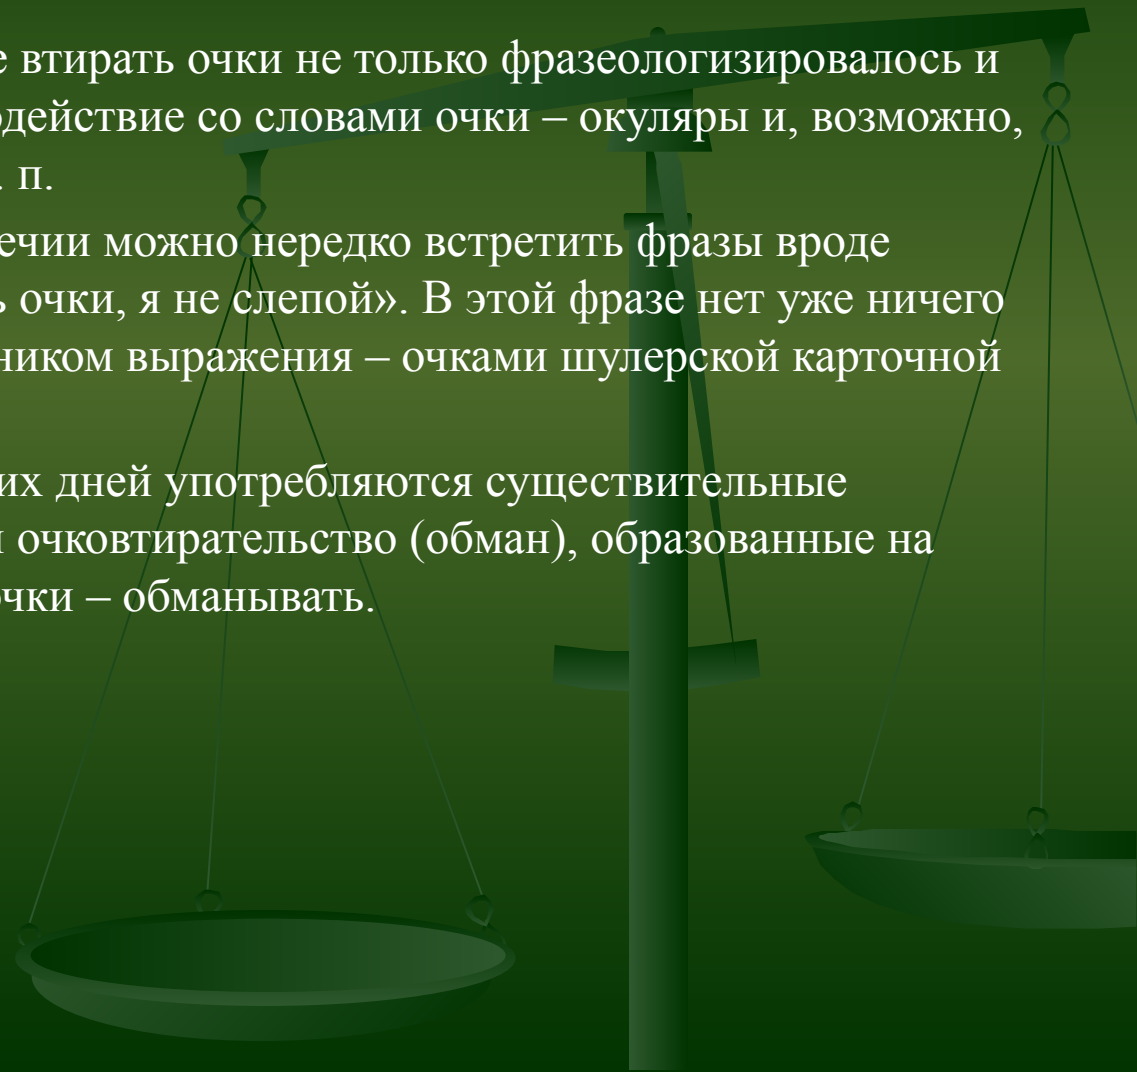 е втирать очки не только фразеологизировалось и
одействие со словами очки – окуляры и, возможно,
. п.
ечии можно нередко встретить фразы вроде
ь очки, я не слепой». В этой фразе нет уже ничего
ником выражения – очками шулерской карточной
их дней употребляются существительные
и очковтирательство (обман), образованные на
очки – обманывать.